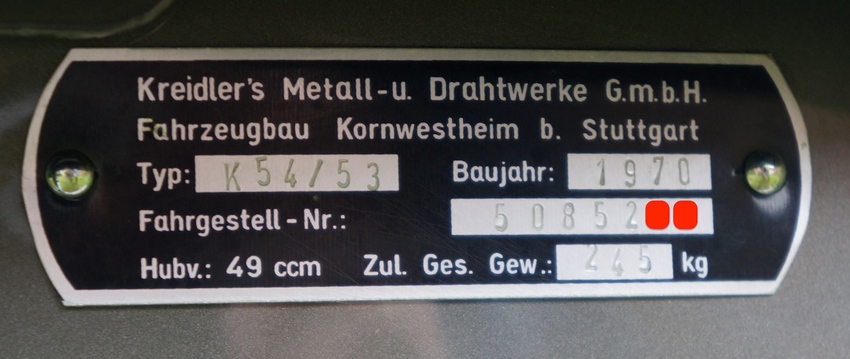 Kreidler's Metall-u. Drahtwerke G.m.b.H.
Fahrzeugbau Kornwestheim b. Stuttgart
Typ: K54/53 Baujahr: 1970
Fahrgestell-Nr.: 50852
Hubv.: 49 ccm Zul. Ges. Gew.: 245 kg